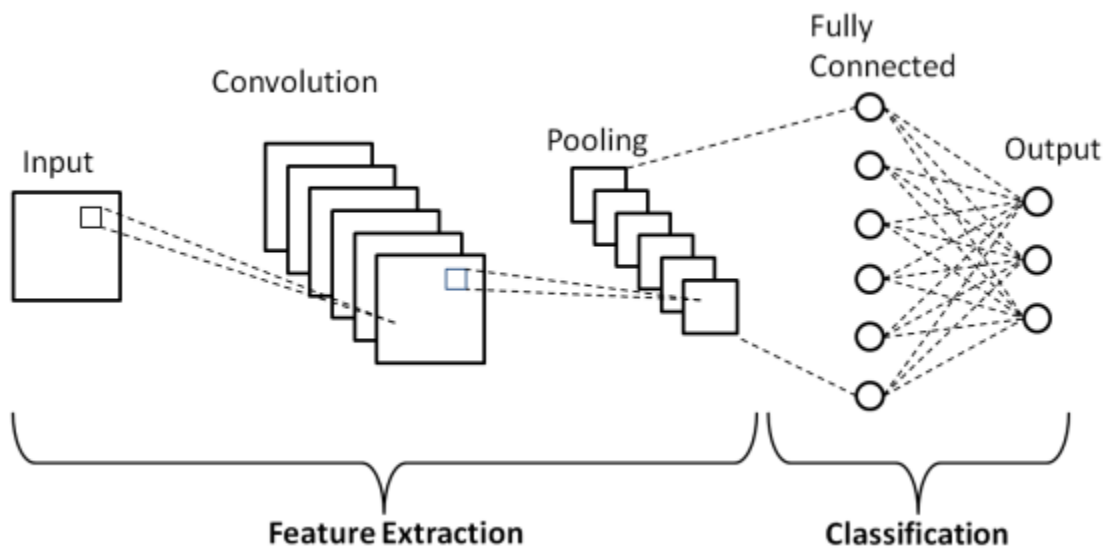 Input
Convolution
Pooling
Fully
Connected
Output
Feature Extraction
Classification